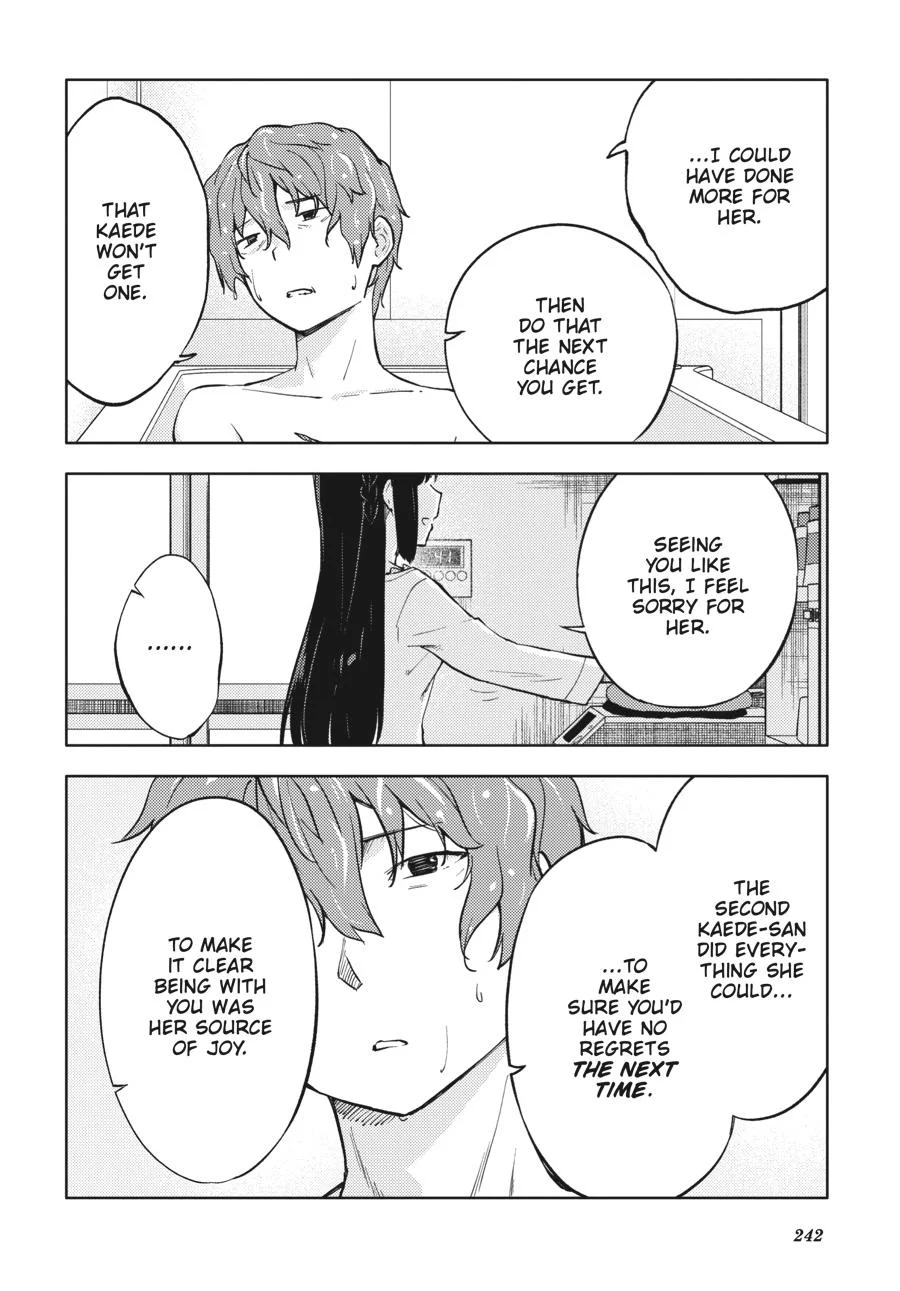 ...I COULD
HAVE DONE
MORE FOR
HER.
THEN
DO THAT
THE NEXT
CHANCE
YOU GET.
THAT
KAEDE
WON'T
GET
ONE.
SEEING
YOU LIKE
THIS, I FEEL
SORRY FOR
HER.
......
THE
SECOND
KAEDE-SAN
DID EVERY-
THING SHE
COULD...
...TO
MAKE
SURE YOU'D
HAVE NO
REGRETS
THE NEXT
TIME.
TO MAKE
IT CLEAR
BEING WITH
YOU WAS
HER SOURCE
OF JOY.
242